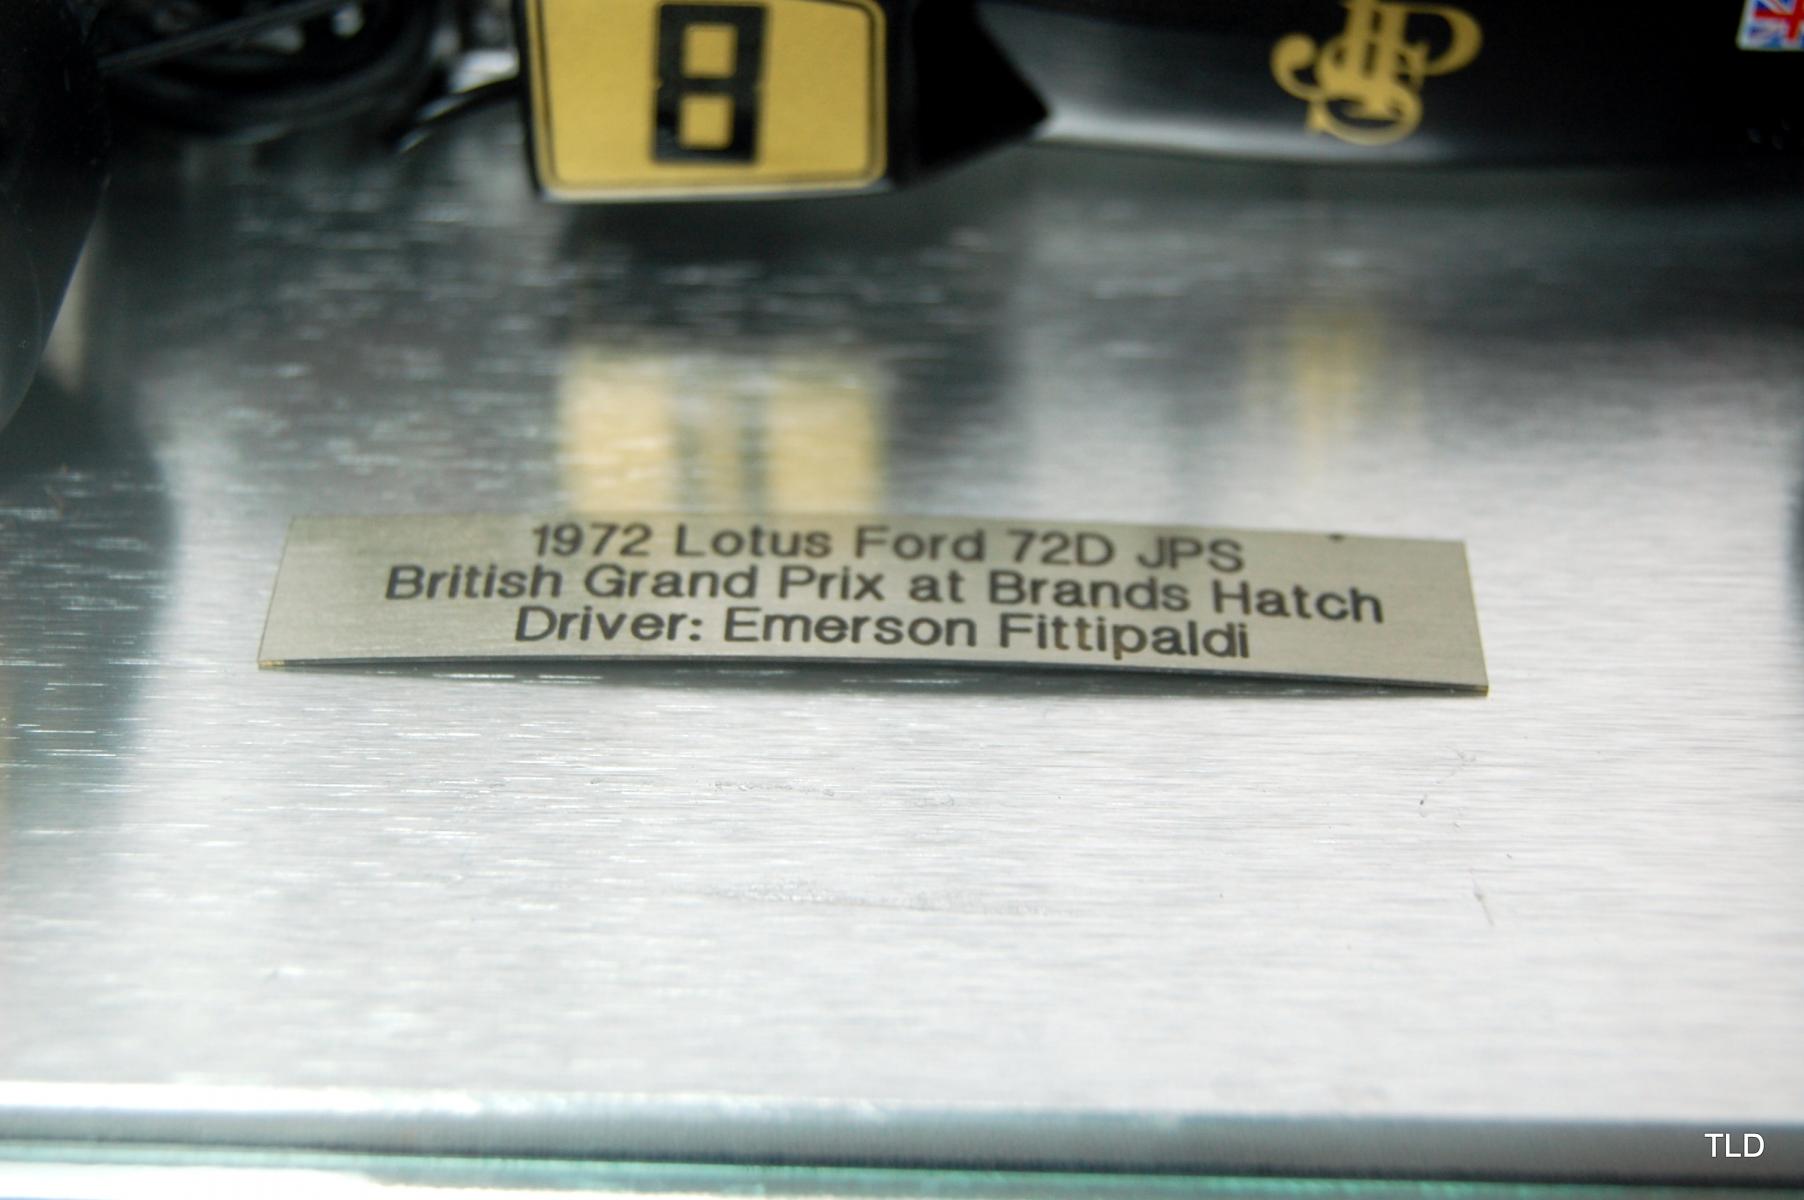 8
JPS
1972 Lotus Ford 72D JPS
British Grand Prix at Brands Hatch
Driver: Emerson Fittipaldi
TLD